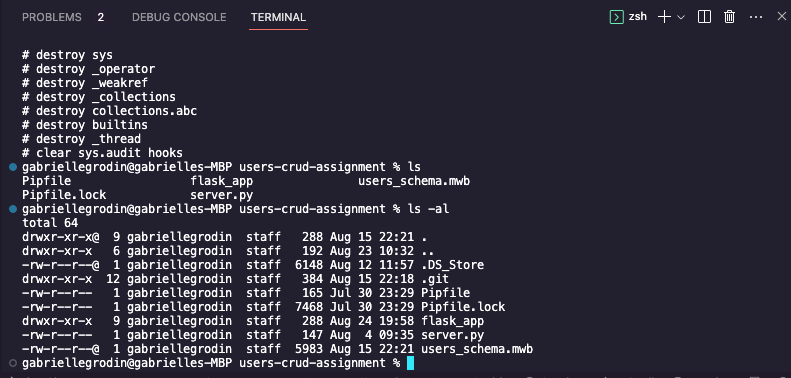 PROBLEMS 2 DEBUG CONSOLE TERMINAL zsh
# destroy sys
# destroy _operator
# destroy _weakref
# destroy _collections
# destroy collections.abc
# destroy builtins
# destroy _thread
# clear sys.audit hooks
gabriellegrodin@gabrielles-MBP users-crud-assignment % ls
Pipfile flask_app users_schema.mwb
Pipfile.lock server.py
gabriellegrodin@gabrielles-MBP users-crud-assignment % ls -al
total 64
drwxr-xr-x@ 9 gabriellegrodin staff 288 Aug 15 22:21 .
drwxr-xr-x 6 gabriellegrodin staff 192 Aug 23 10:32 ..
-rw-r--r--@ 1 gabriellegrodin staff 6148 Aug 12 11:57 .DS_Store
drwxr-xr-x 12 gabriellegrodin staff 384 Aug 15 22:18 .git
-rw-r--r-- 1 gabriellegrodin staff 165 Jul 30 23:29 Pipfile
-rw-r--r-- 1 gabriellegrodin staff 7468 Jul 30 23:29 Pipfile.lock
drwxr-xr-x 9 gabriellegrodin staff 288 Aug 24 19:58 flask_app
-rw-r--r-- 1 gabriellegrodin staff 147 Aug 4 09:35 server.py
-rw-r--r--@ 1 gabriellegrodin staff 5983 Aug 15 22:21 users_schema.mwb
gabriellegrodin@gabrielles-MBP users-crud-assignment %